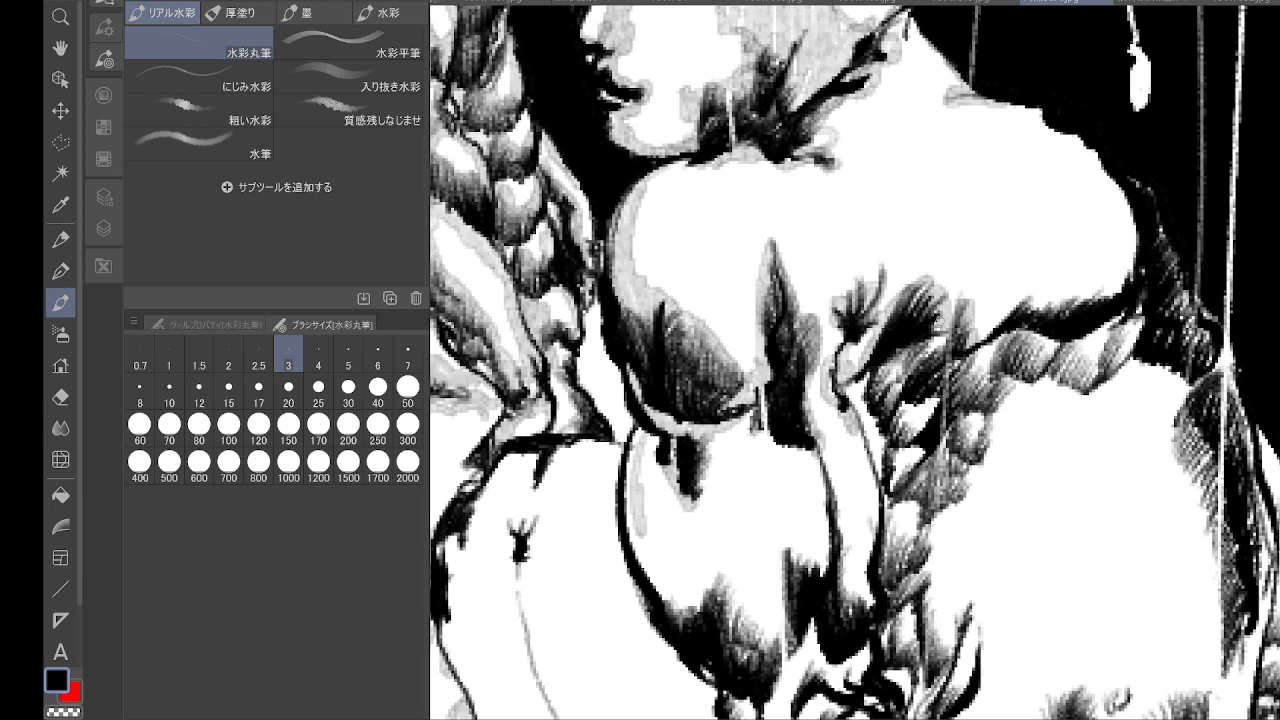 リアル水彩 厚塗り 墨 水彩
水彩丸筆 水彩平筆
にじみ水彩 入り抜き水彩
粗い水彩 質感残しなじませ
水筆
サブツールを追加する
ツールプロパティ[水彩丸筆] ブラシサイズ[水彩丸筆]
0.7 1 1.5 2 2.5 3 4 5 6 7
8 10 12 15 17 20 25 30 40 50
60 70 80 100 120 150 170 200 250 300
400 500 600 700 800 1000 1200 1500 1700 2000
A